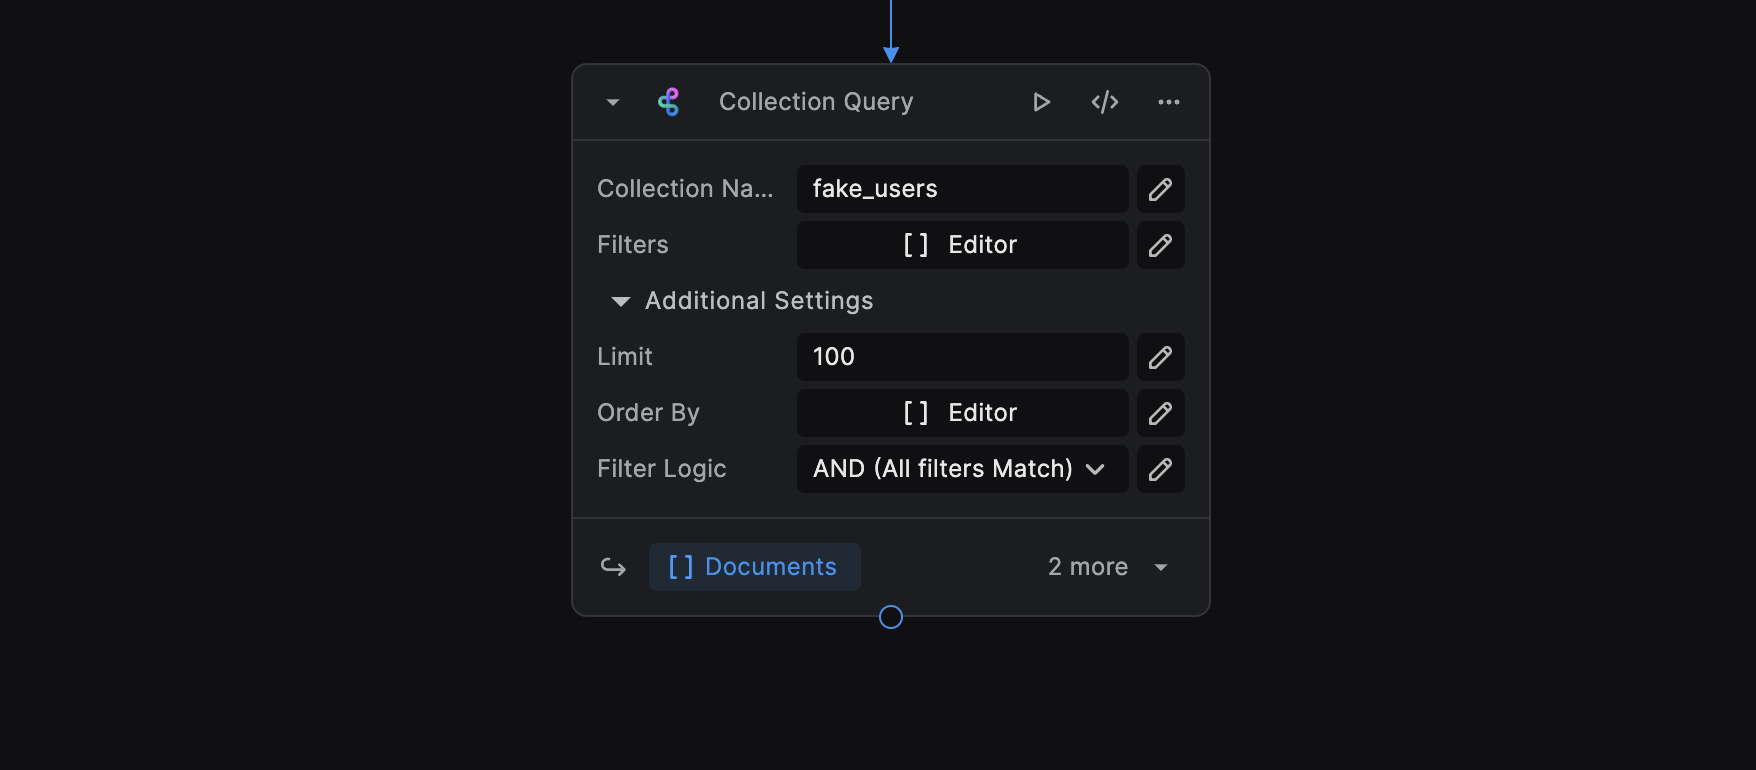 Collection Query
Collection Na...
fake_users
Filters
[ ] Editor
Additional Settings
Limit
100
Order By
[ ] Editor
Filter Logic
AND (All filters Match)
[ ] Documents
2 more